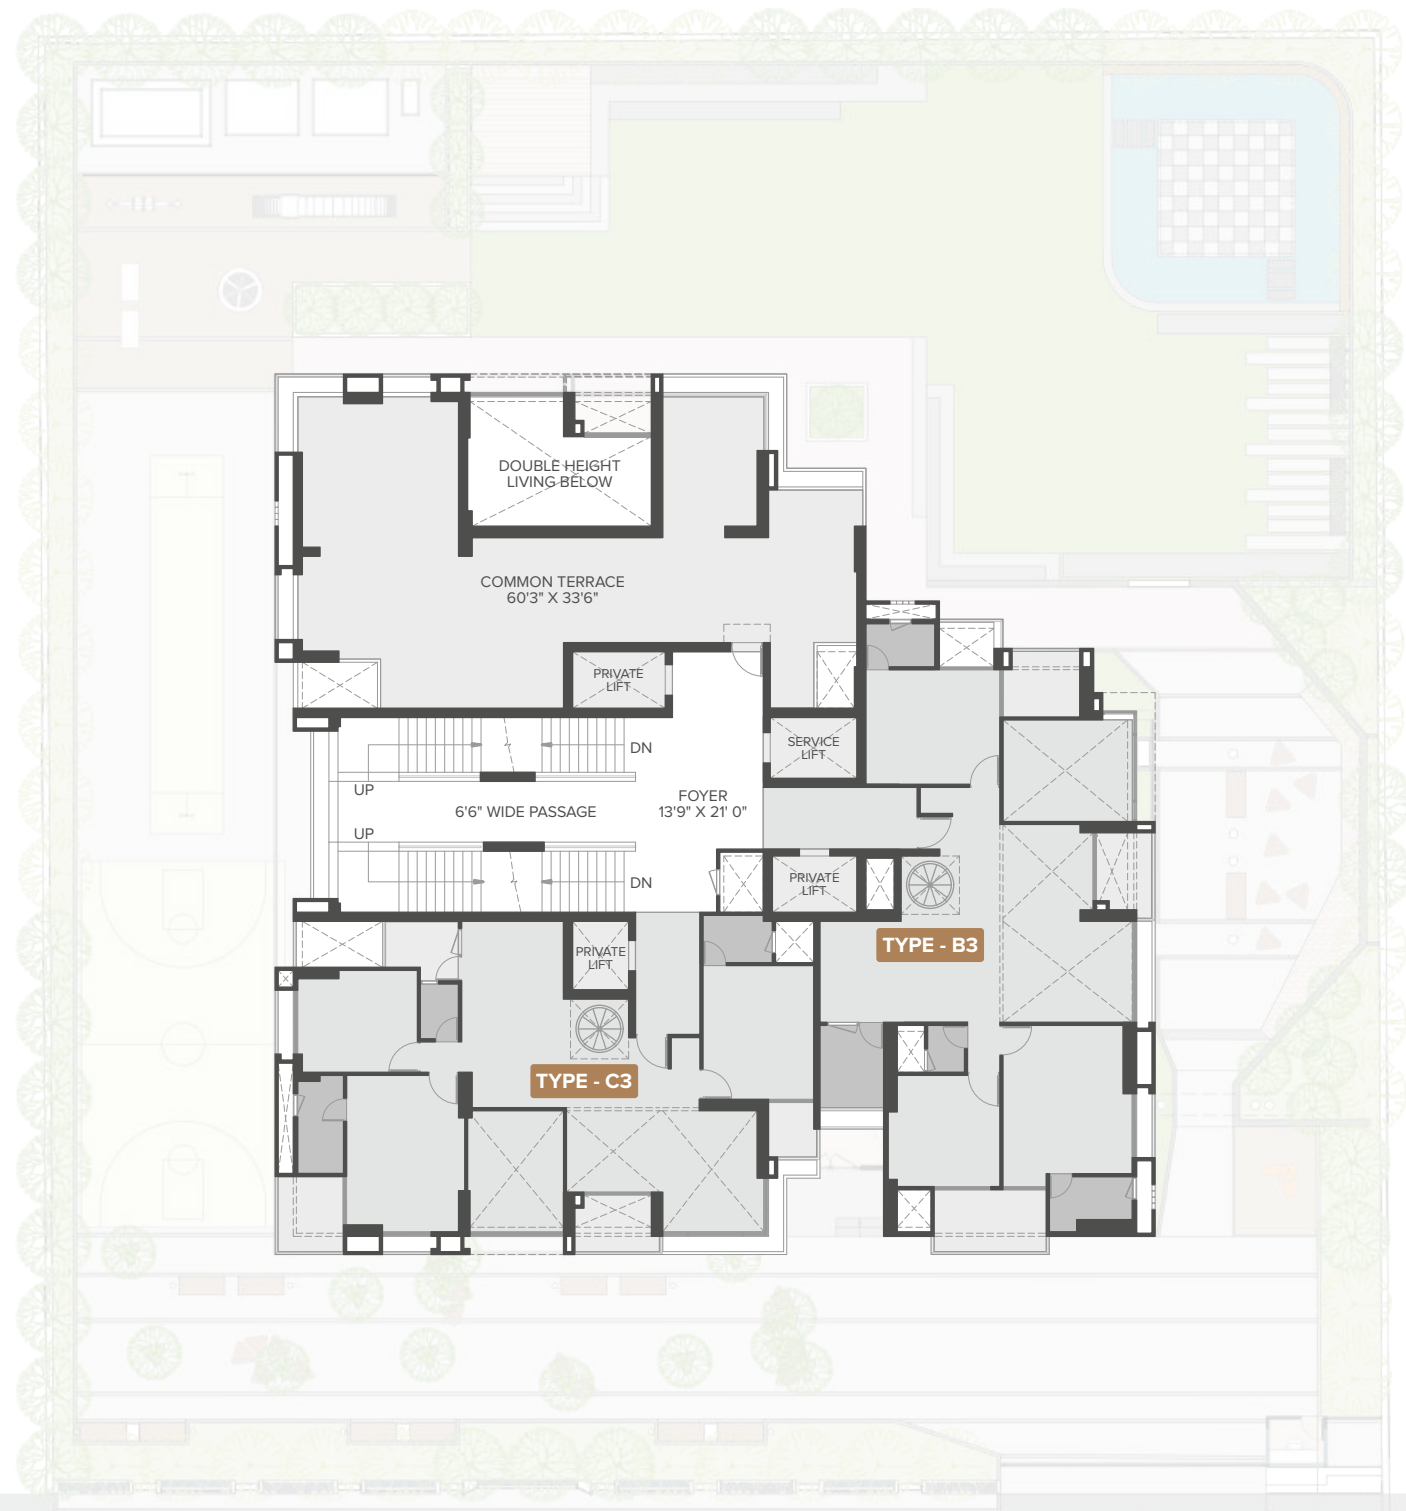 DOUBLE HEIGHT
LIVING BELOW
COMMON TERRACE
60'3" X 33'6"
PRIVATE
LIFT
SERVICE
LIFT
DN
UP
6'6" WIDE PASSAGE
FOYER
13'9" X 21' 0"
UP
DN
PRIVATE
LIFT
PRIVATE
LIFT
TYPE - B3
TYPE - C3